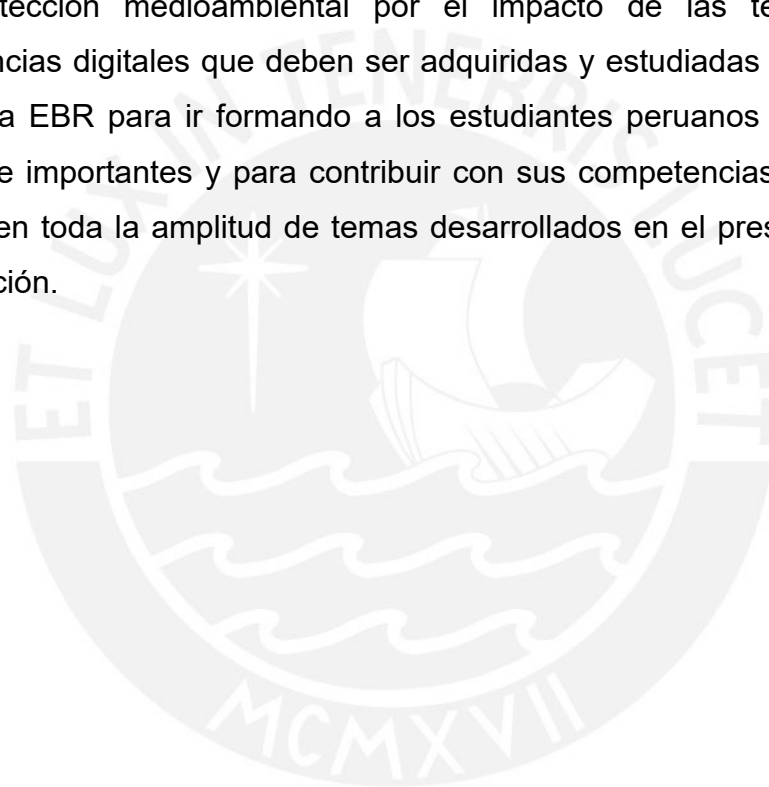 tección medioambiental por el impacto de las te
ncias digitales que deben ser adquiridas y estudiadas
a EBR para ir formando a los estudiantes peruanos
e importantes y para contribuir con sus competencias
en toda la amplitud de temas desarrollados en el pres
ción.
ET LUX IN TENEBRIS LUCET
MCMXVII